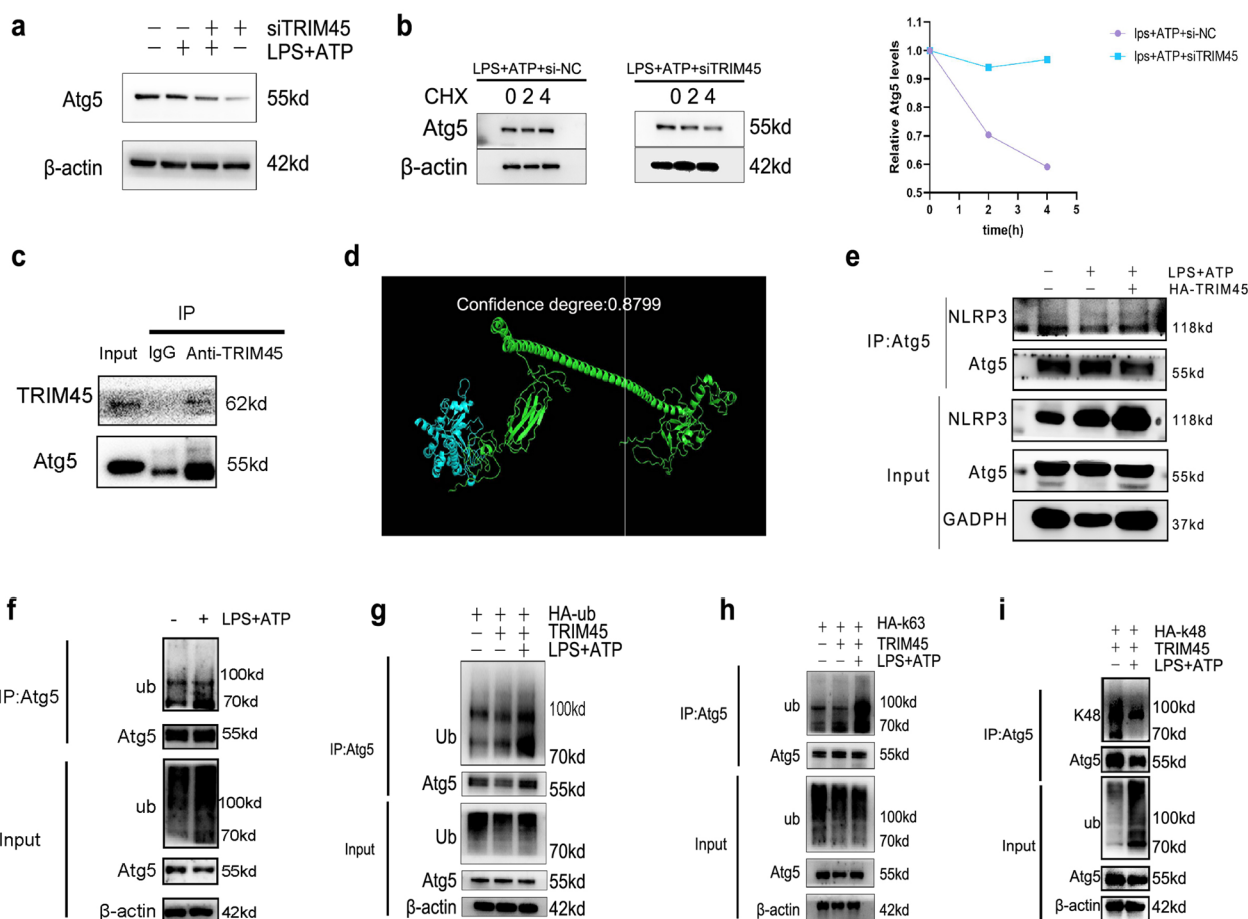 a
− − + + siTRIM45
− + + − LPS+ATP
Atg5 55kd
β-actin 42kd
b
LPS+ATP+si-NC LPS+ATP+siTRIM45
CHX 0 2 4 0 2 4
Atg5 55kd
β-actin 42kd
lps+ATP+si-NC
lps+ATP+siTRIM45
Relative Atg5 levels
1.1
1.0
0.9
0.8
0.7
0.6
0.5
0 1 2 3 4 5
time(h)
c
IP
Input IgG Anti-TRIM45
TRIM45 62kd
Atg5 55kd
d
Confidence degree:0.8799
e
− + + LPS+ATP
− − + HA-TRIM45
IP:Atg5
NLRP3 118kd
Atg5 55kd
Input
NLRP3 118kd
Atg5 55kd
GADPH 37kd
f
- + LPS+ATP
IP:Atg5
ub 100kd
70kd
Atg5 55kd
Input
ub 100kd
70kd
Atg5 55kd
β-actin 42kd
g
+ + + HA-ub
− + + TRIM45
− − + LPS+ATP
IP:Atg5
100kd
Ub 70kd
Atg5 55kd
Input
Ub 70kd
Atg5 55kd
β-actin 42kd
h
+ + + HA-k63
− + + TRIM45
− − + LPS+ATP
IP:Atg5
ub 100kd
70kd
Atg5 55kd
Input
ub 100kd
70kd
Atg5 55kd
β-actin 42kd
i
+ + HA-k48
+ + TRIM45
− + LPS+ATP
IP:Atg5
K48 100kd
70kd
Atg5 55kd
Input
ub 100kd
70kd
Atg5 55kd
β-actin 42kd